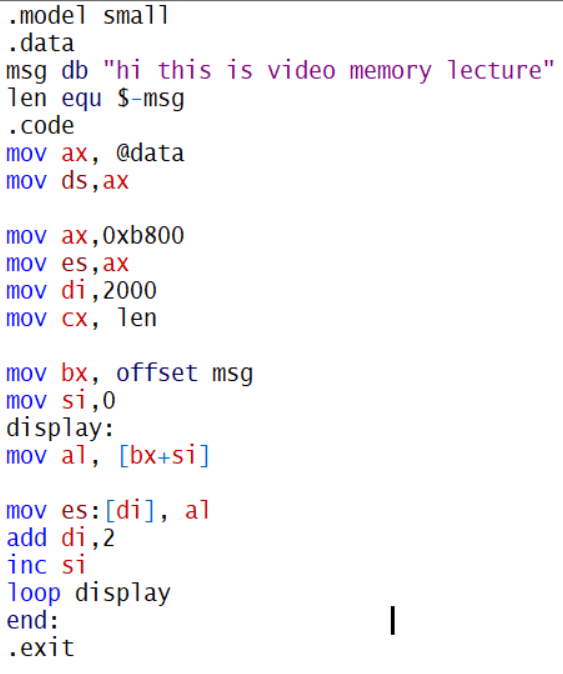 .model small
.data
msg db "hi this is video memory lecture"
len equ $-msg
.code
mov ax, @data
mov ds,ax
mov ax,0xb800
mov es,ax
mov di,2000
mov cx, len
mov bx, offset msg
mov si,0
display:
mov al, [bx+si]
mov es:[di], al
add di,2
inc si
loop display
end:
.exit